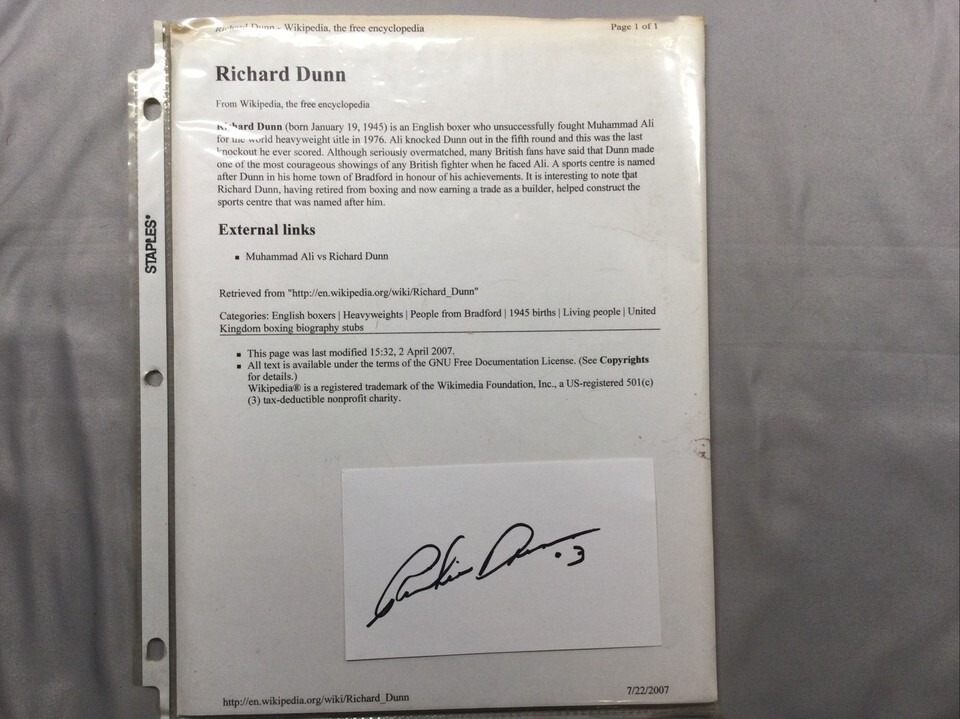 Richard Dunn - Wikipedia, the free encyclopedia Page 1 of 1
Richard Dunn
From Wikipedia, the free encyclopedia
Richard Dunn (born January 19, 1945) is an English boxer who unsuccessfully fought Muhammad Ali
for the world heavyweight title in 1976. Ali knocked Dunn out in the fifth round and this was the last
knockout he ever scored. Although seriously overmatched, many British fans have said that Dunn made
one of the most courageous showings of any British fighter when he faced Ali. A sports centre is named
after Dunn in his home town of Bradford in honour of his achievements. It is interesting to note that
Richard Dunn, having retired from boxing and now earning a trade as a builder, helped construct the
sports centre that was named after him.
External links
Muhammad Ali vs Richard Dunn
Retrieved from "http://en.wikipedia.org/wiki/Richard_Dunn"
Categories: English boxers | Heavyweights | People from Bradford | 1945 births | Living people | United
Kingdom boxing biography stubs
This page was last modified 15:32, 2 April 2007.
All text is available under the terms of the GNU Free Documentation License. (See Copyrights
for details.)
Wikipedia® is a registered trademark of the Wikimedia Foundation, Inc., a US-registered 501(c)
(3) tax-deductible nonprofit charity.
STAPLES
Dunn .3
http://en.wikipedia.org/wiki/Richard_Dunn 7/22/2007